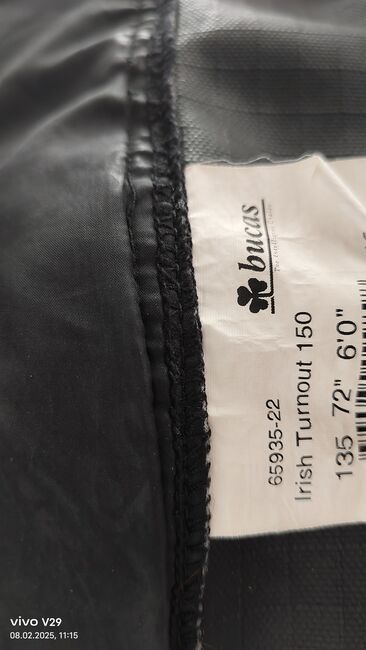 bucas
65935-22
Irish Turnout 150
135 72" 6'0"
vivo V29
08.02.2025, 11:15